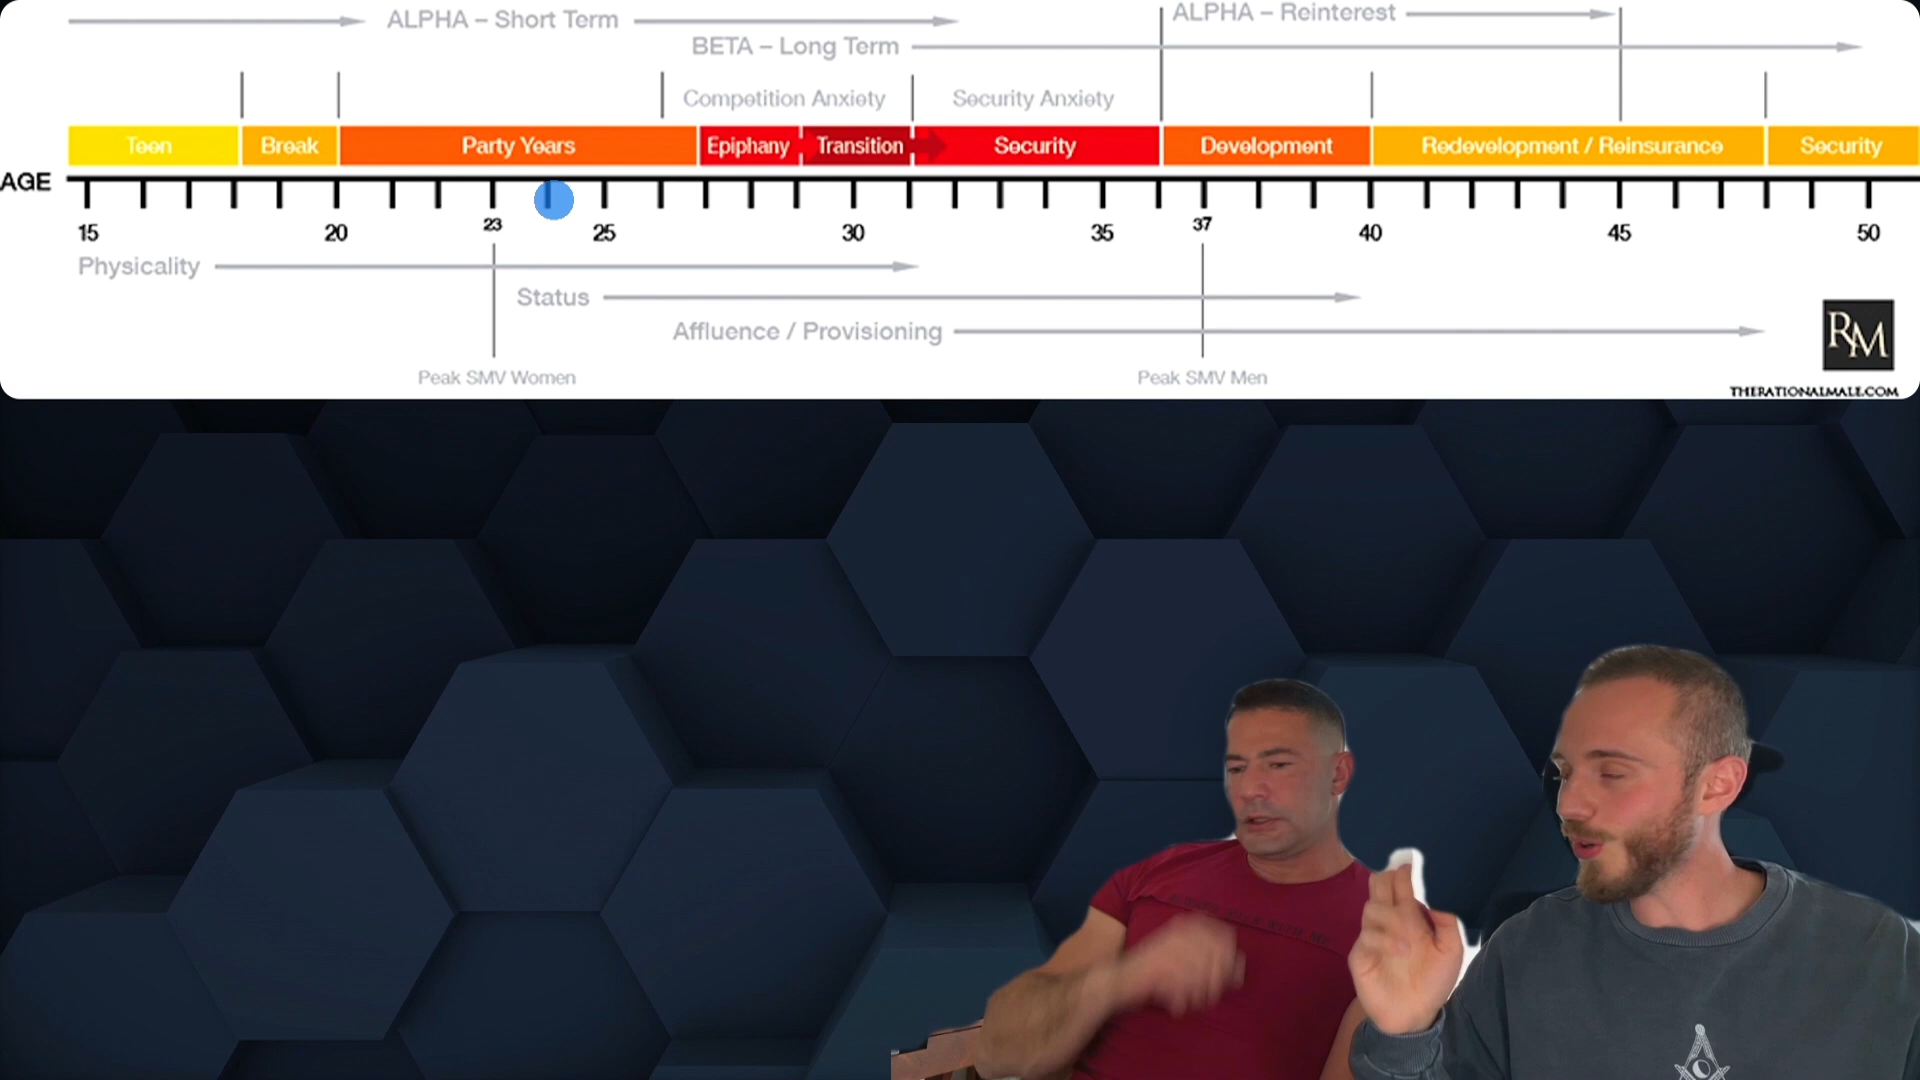 ALPHA – Short Term
ALPHA – Reinterest
BETA – Long Term
Competition Anxiety
Security Anxiety
Teen
Break
Party Years
Epiphany
Transition
Security
Development
Redevelopment / Reinsurance
Security
AGE
15
20
23
25
30
35
37
40
45
50
Physicality
Status
Affluence / Provisioning
Peak SMV Women
Peak SMV Men
RM
THERATIONALMALE.COM